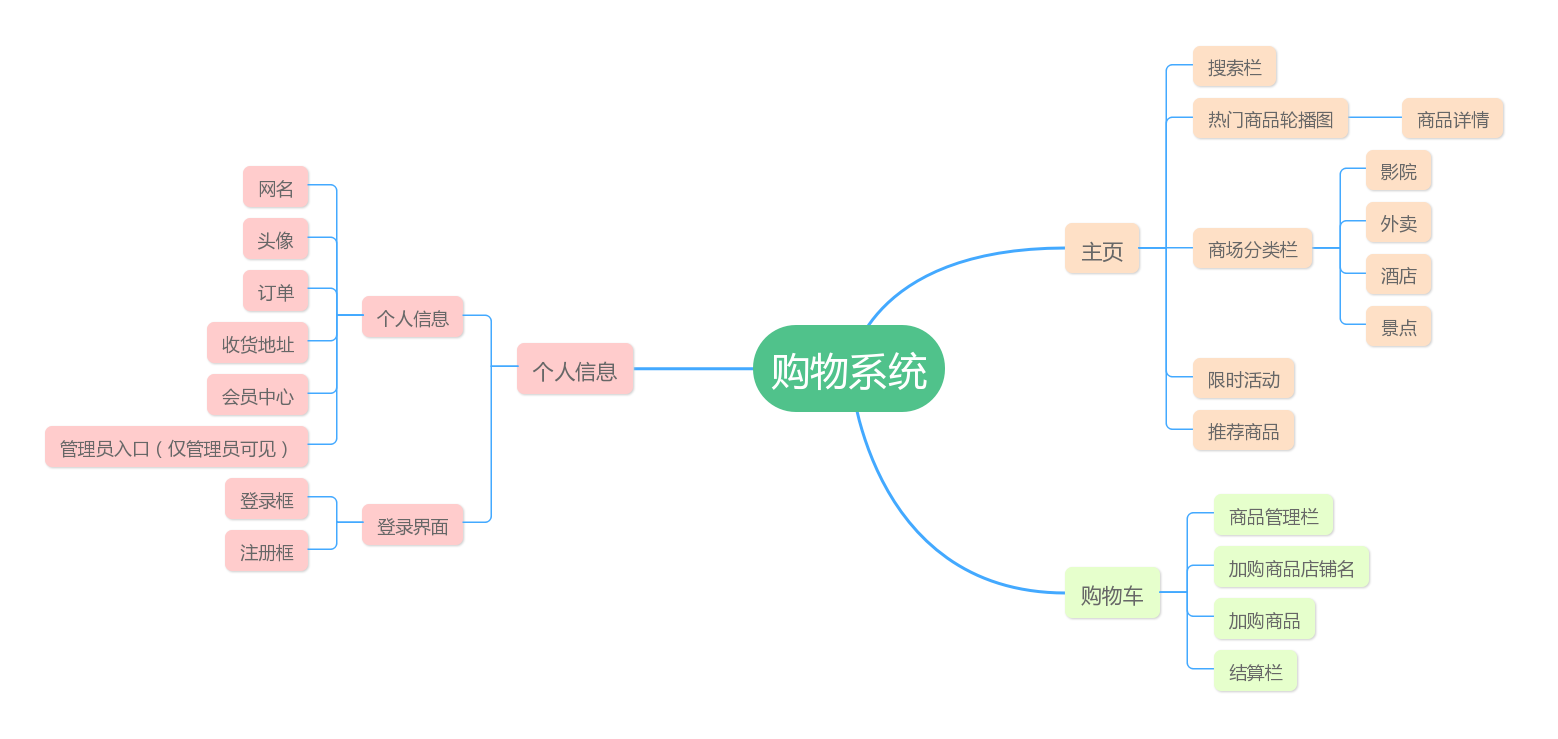 购物系统
主页
搜索栏
热门商品轮播图
商品详情
商场分类栏
影院
外卖
酒店
景点
限时活动
推荐商品
购物车
商品管理栏
加购商品店铺名
加购商品
结算栏
个人信息
个人信息
网名
头像
订单
收货地址
会员中心
管理员入口（仅管理员可见）
登录界面
登录框
注册框